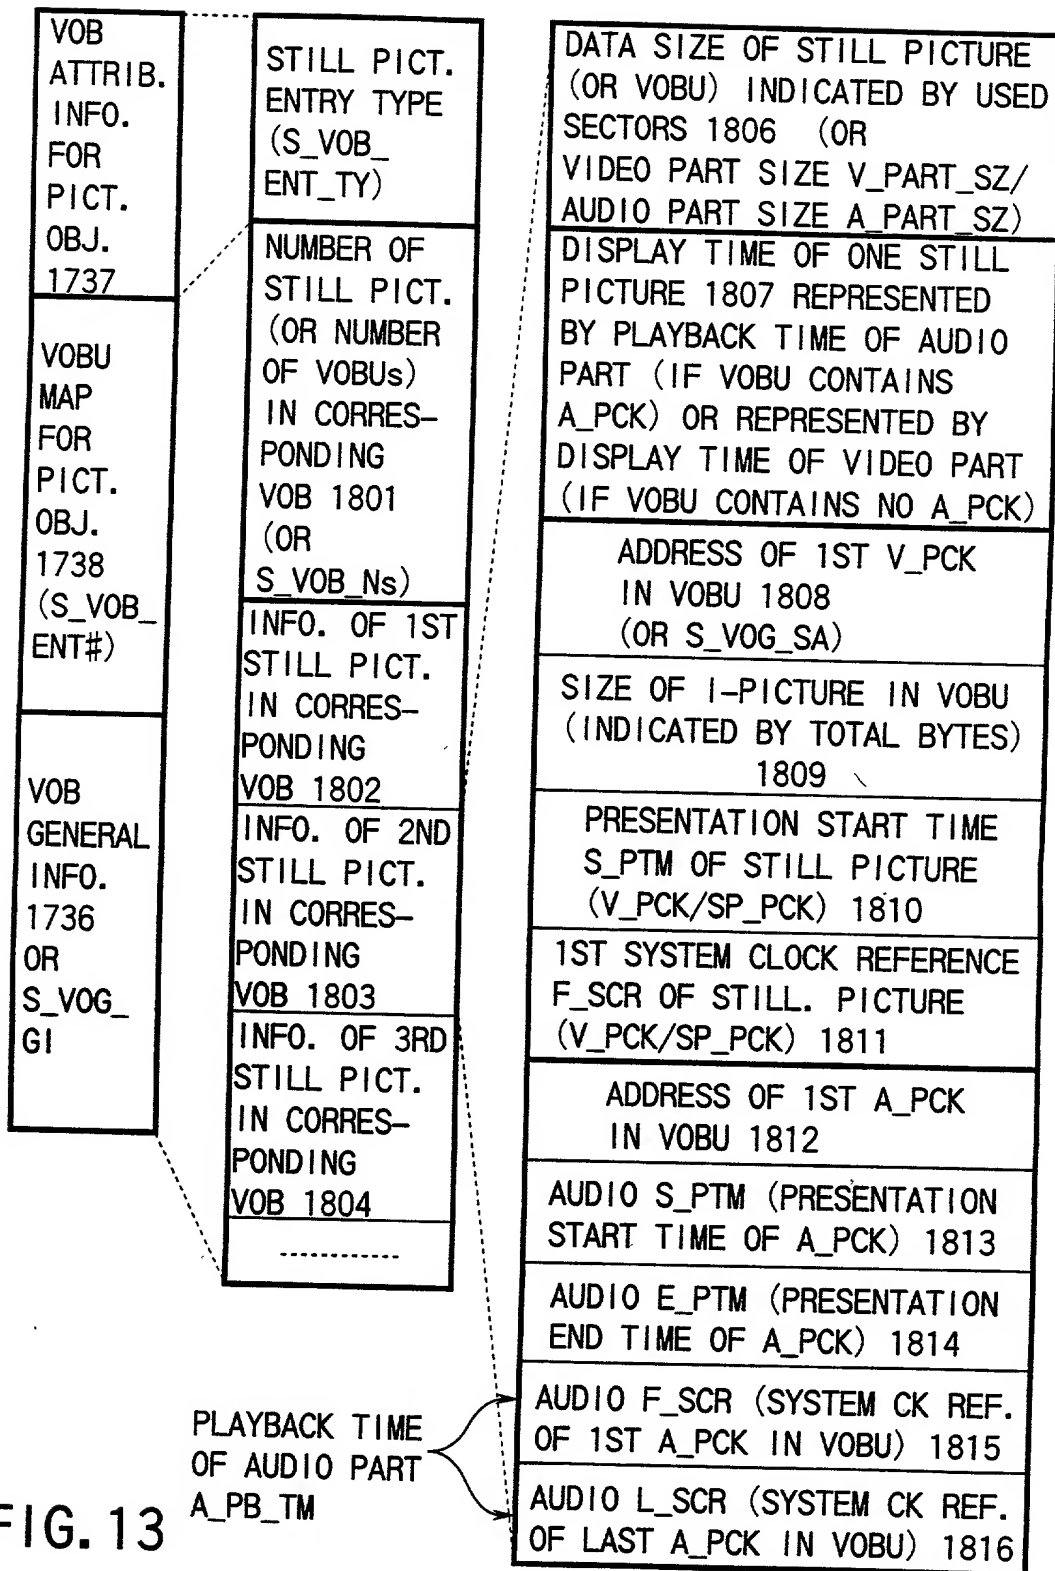 VOB
ATTRIB.
INFO.
FOR
PICT.
OBJ.
1737
VOBU
MAP
FOR
PICT.
OBJ.
1738
(S_VOB_
ENT#)
VOB
GENERAL
INFO.
1736
OR
S_VOG_
GI
STILL PICT.
ENTRY TYPE
(S_VOB_
ENT_TY)
NUMBER OF
STILL PICT.
(OR NUMBER
OF VOBUs)
IN CORRES-
PONDING
VOB 1801
(OR
S_VOB_Ns)
INFO. OF 1ST
STILL PICT.
IN CORRES-
PONDING
VOB 1802
INFO. OF 2ND
STILL PICT.
IN CORRES-
PONDING
VOB 1803
INFO. OF 3RD
STILL PICT.
IN CORRES-
PONDING
VOB 1804
------------
DATA SIZE OF STILL PICTURE
(OR VOBU) INDICATED BY USED
SECTORS 1806 (OR
VIDEO PART SIZE V_PART_SZ/
AUDIO PART SIZE A_PART_SZ)
DISPLAY TIME OF ONE STILL
PICTURE 1807 REPRESENTED
BY PLAYBACK TIME OF AUDIO
PART (IF VOBU CONTAINS
A_PCK) OR REPRESENTED BY
DISPLAY TIME OF VIDEO PART
(IF VOBU CONTAINS NO A_PCK)
ADDRESS OF 1ST V_PCK
IN VOBU 1808
(OR S_VOG_SA)
SIZE OF I-PICTURE IN VOBU
(INDICATED BY TOTAL BYTES)
1809
PRESENTATION START TIME
S_PTM OF STILL PICTURE
(V_PCK/SP_PCK) 1810
1ST SYSTEM CLOCK REFERENCE
F_SCR OF STILL. PICTURE
(V_PCK/SP_PCK) 1811
ADDRESS OF 1ST A_PCK
IN VOBU 1812
AUDIO S_PTM (PRESENTATION
START TIME OF A_PCK) 1813
AUDIO E_PTM (PRESENTATION
END TIME OF A_PCK) 1814
AUDIO F_SCR (SYSTEM CK REF.
OF 1ST A_PCK IN VOBU) 1815
AUDIO L_SCR (SYSTEM CK REF.
OF LAST A_PCK IN VOBU) 1816
PLAYBACK TIME
OF AUDIO PART
A_PB_TM
FIG. 13